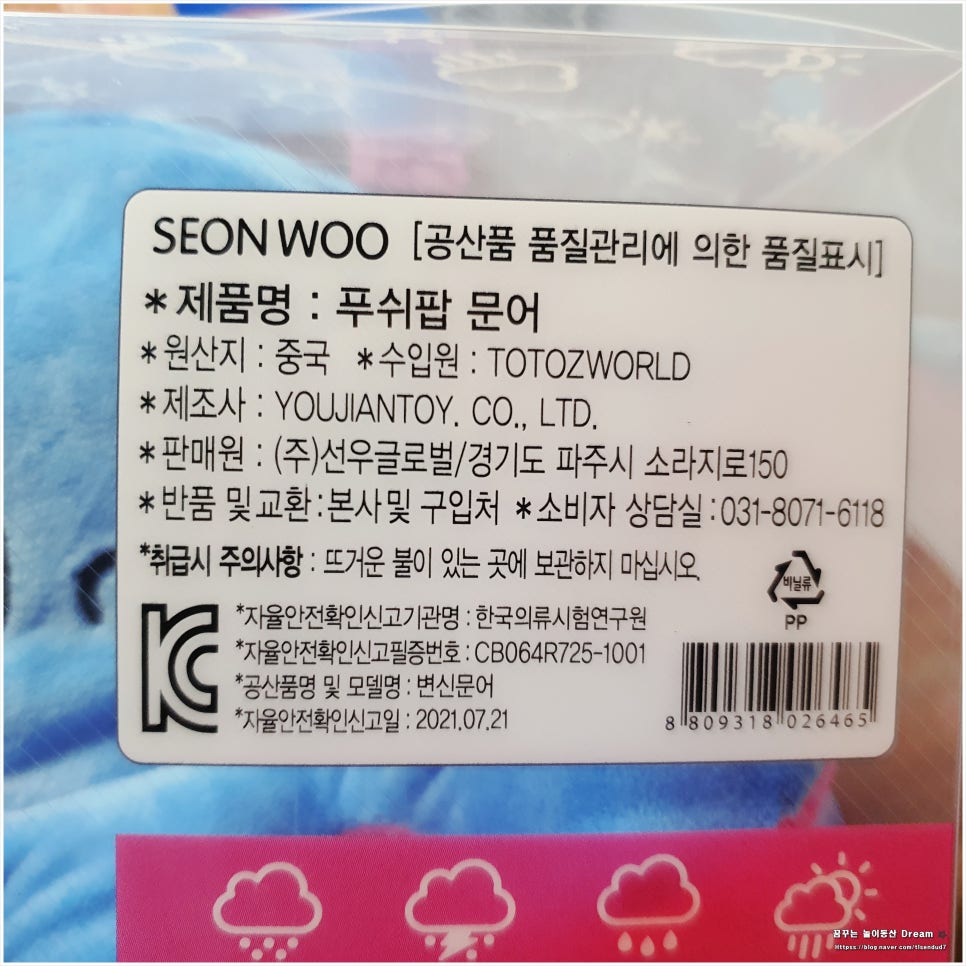 SEONWOO [공산품 품질관리에 의한 품질표시]
*제품명 : 푸쉬팝 문어
*원산지 : 중국 *수입원 : TOTOZWORLD
*제조사 : YOUJIANTOY. CO., LTD.
*판매원 : (주)선우글로벌/경기도 파주시 소라지로150
*반품 및 교환:본사 및 구입처 *소비자 상담실:031-8071-6118
*취급시 주의사항 : 뜨거운 불이 있는 곳에 보관하지 마십시오.
비닐류
PP
*자율안전확인신고기관명 : 한국의류시험연구원
*자율안전확인신고필증번호 : CB064R725-1001
*공산품명 및 모델명 : 변신문어
*자율안전확인신고일 : 2021.07.21
8 809318 026465
꿈꾸는 놀이동산 Dream
Https://blog.naver.com/tlsendud7